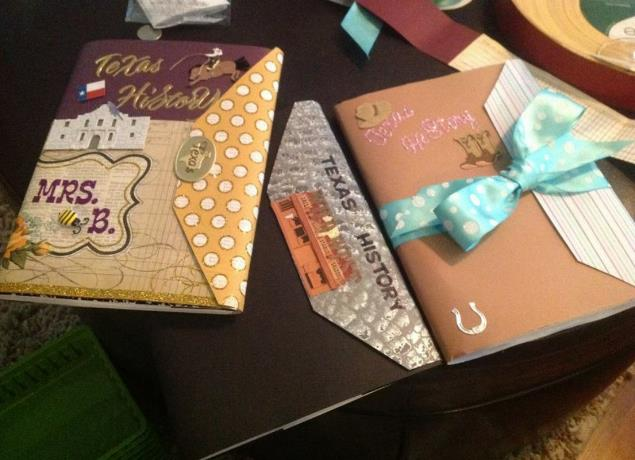 Texas
History
Texas
MRS.
B.
TEXAS HISTORY
Texas
HiStory